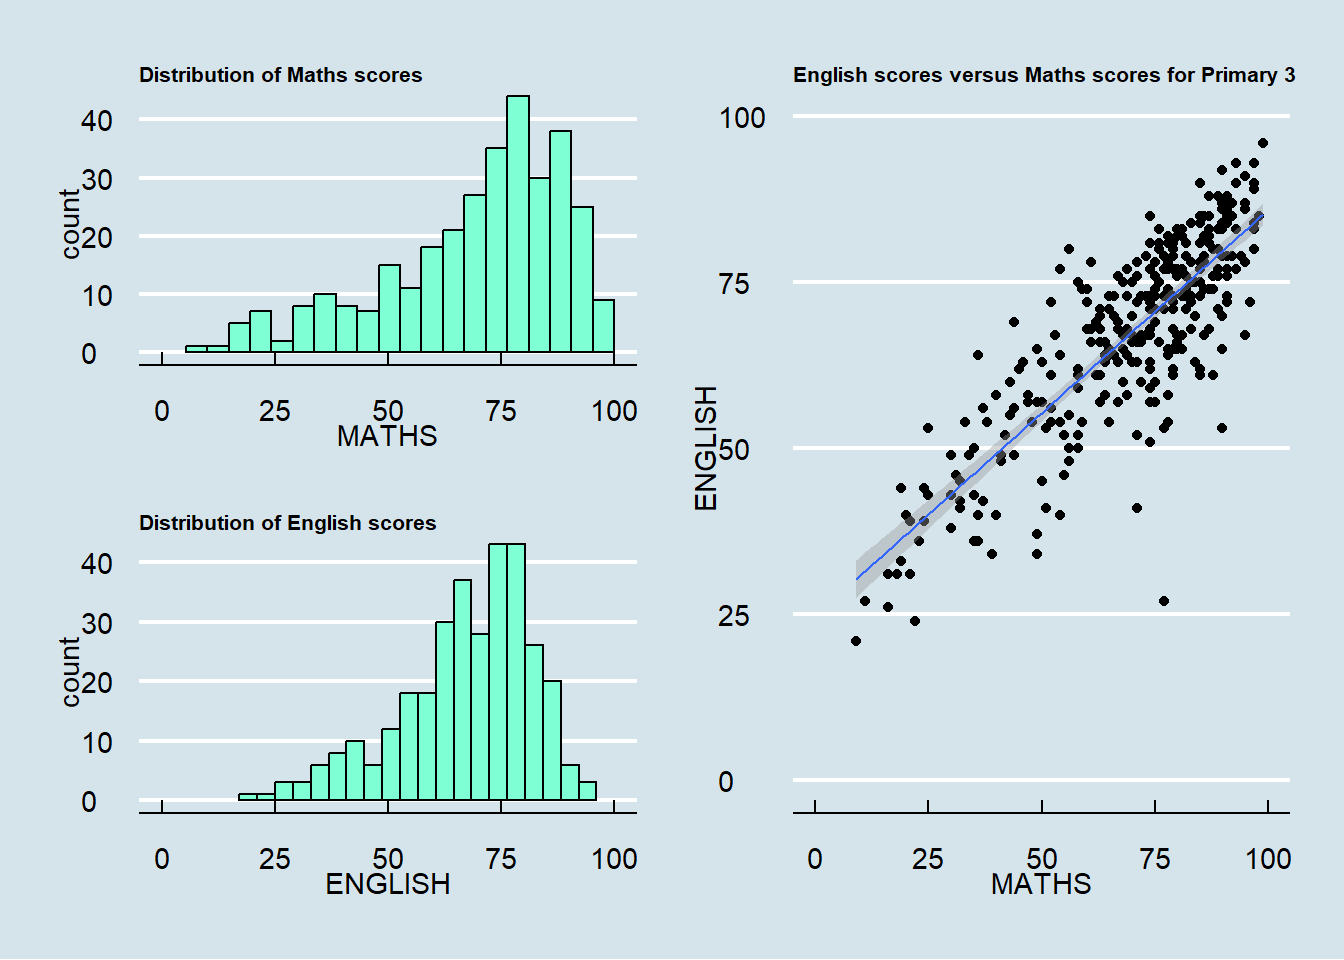 Distribution of Maths scores
40
30
20
10
0
count
0 25 50 75 100
MATHS
Distribution of English scores
40
30
20
10
0
count
0 25 50 75 100
ENGLISH
English scores versus Maths scores for Primary 3
100
75
50
25
0
ENGLISH
0 25 50 75 100
MATHS